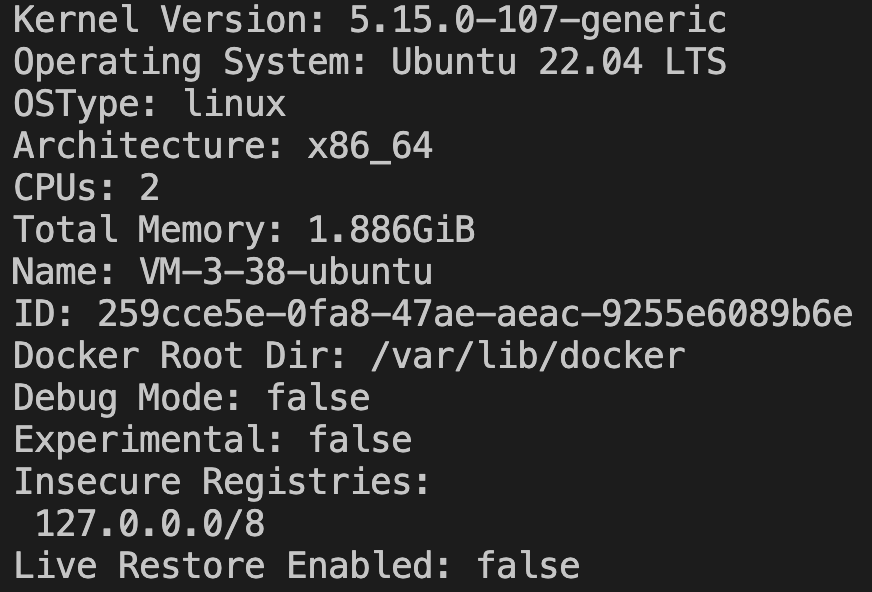 Kernel Version: 5.15.0-107-generic
Operating System: Ubuntu 22.04 LTS
OSType: linux
Architecture: x86_64
CPUs: 2
Total Memory: 1.886GiB
Name: VM-3-38-ubuntu
ID: 259cce5e-0fa8-47ae-aeac-9255e6089b6e
Docker Root Dir: /var/lib/docker
Debug Mode: false
Experimental: false
Insecure Registries:
 127.0.0.0/8
Live Restore Enabled: false